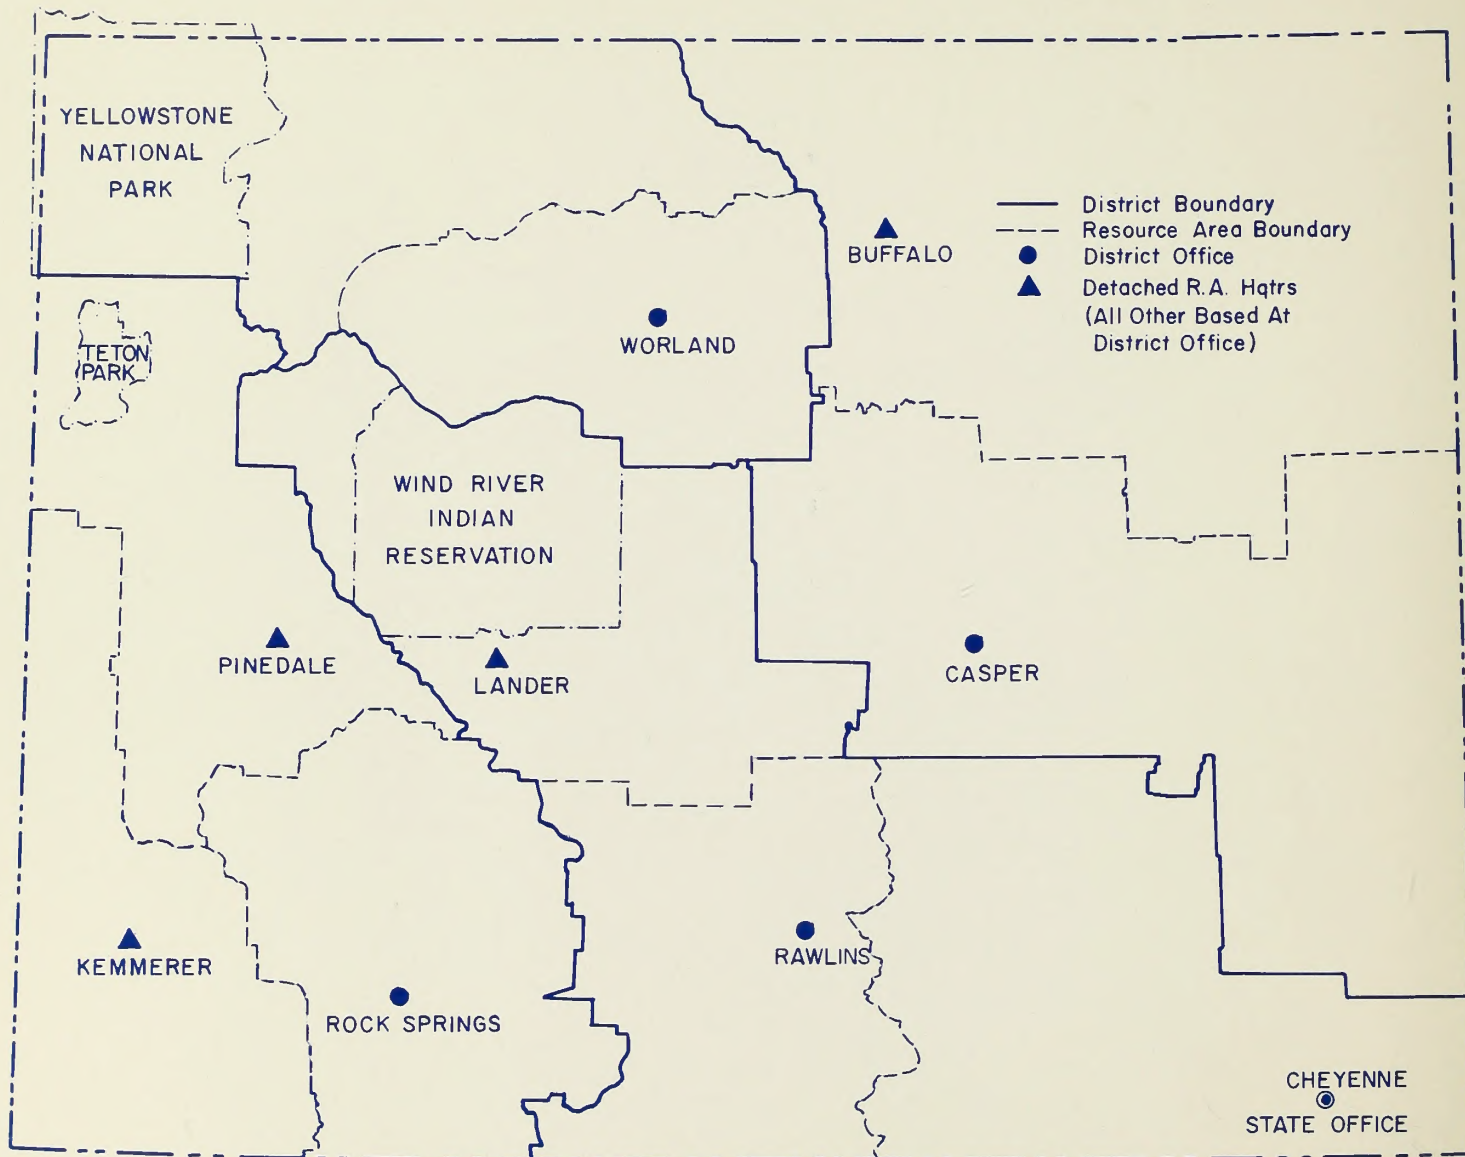 YELLOWSTONE
NATIONAL
PARK
District Boundary
Resource Area Boundary
District Office
Detached R.A. Hqtrs
(All Other Based At
District Office)
BUFFALO
WORLAND
TETON
PARK
WIND RIVER
INDIAN
RESERVATION
PINEDALE
LANDER
CASPER
KEMMERER
ROCK SPRINGS
RAWLINS
CHEYENNE
STATE OFFICE